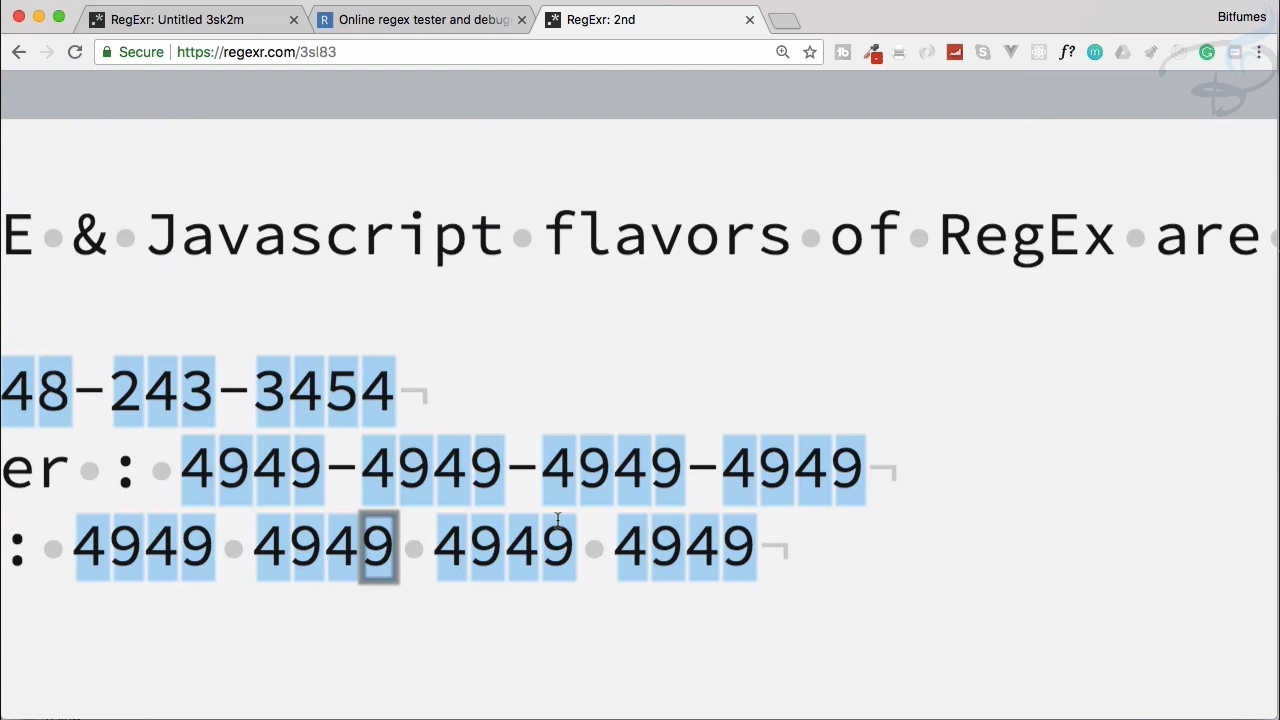 RegExr: Untitled 3sk2m
Online regex tester and debug
RegExr: 2nd
Bitfumes
Secure https://regexr.com/3sl83
E & Javascript flavors of RegEx are
48-243-3454
er : 4949-4949-4949-4949
: 4949 4949 4949 4949